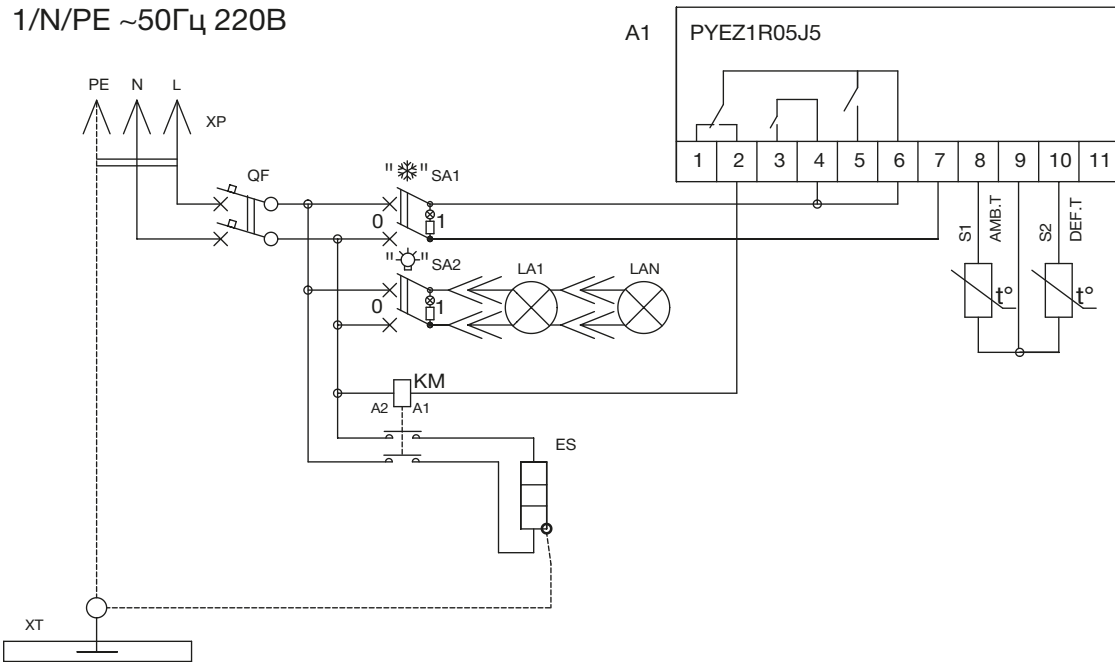 1/N/PE ~50Гц 220В
A1 PYEZ1R05J5
PE N L
XP
1 2 3 4 5 6 7 8 9 10 11
QF
" " SA1
0 1
" " SA2
LA1 LAN
0 1
S1 AMB.T S2 DEF.T
t° t°
KM
A2 A1
ES
XT